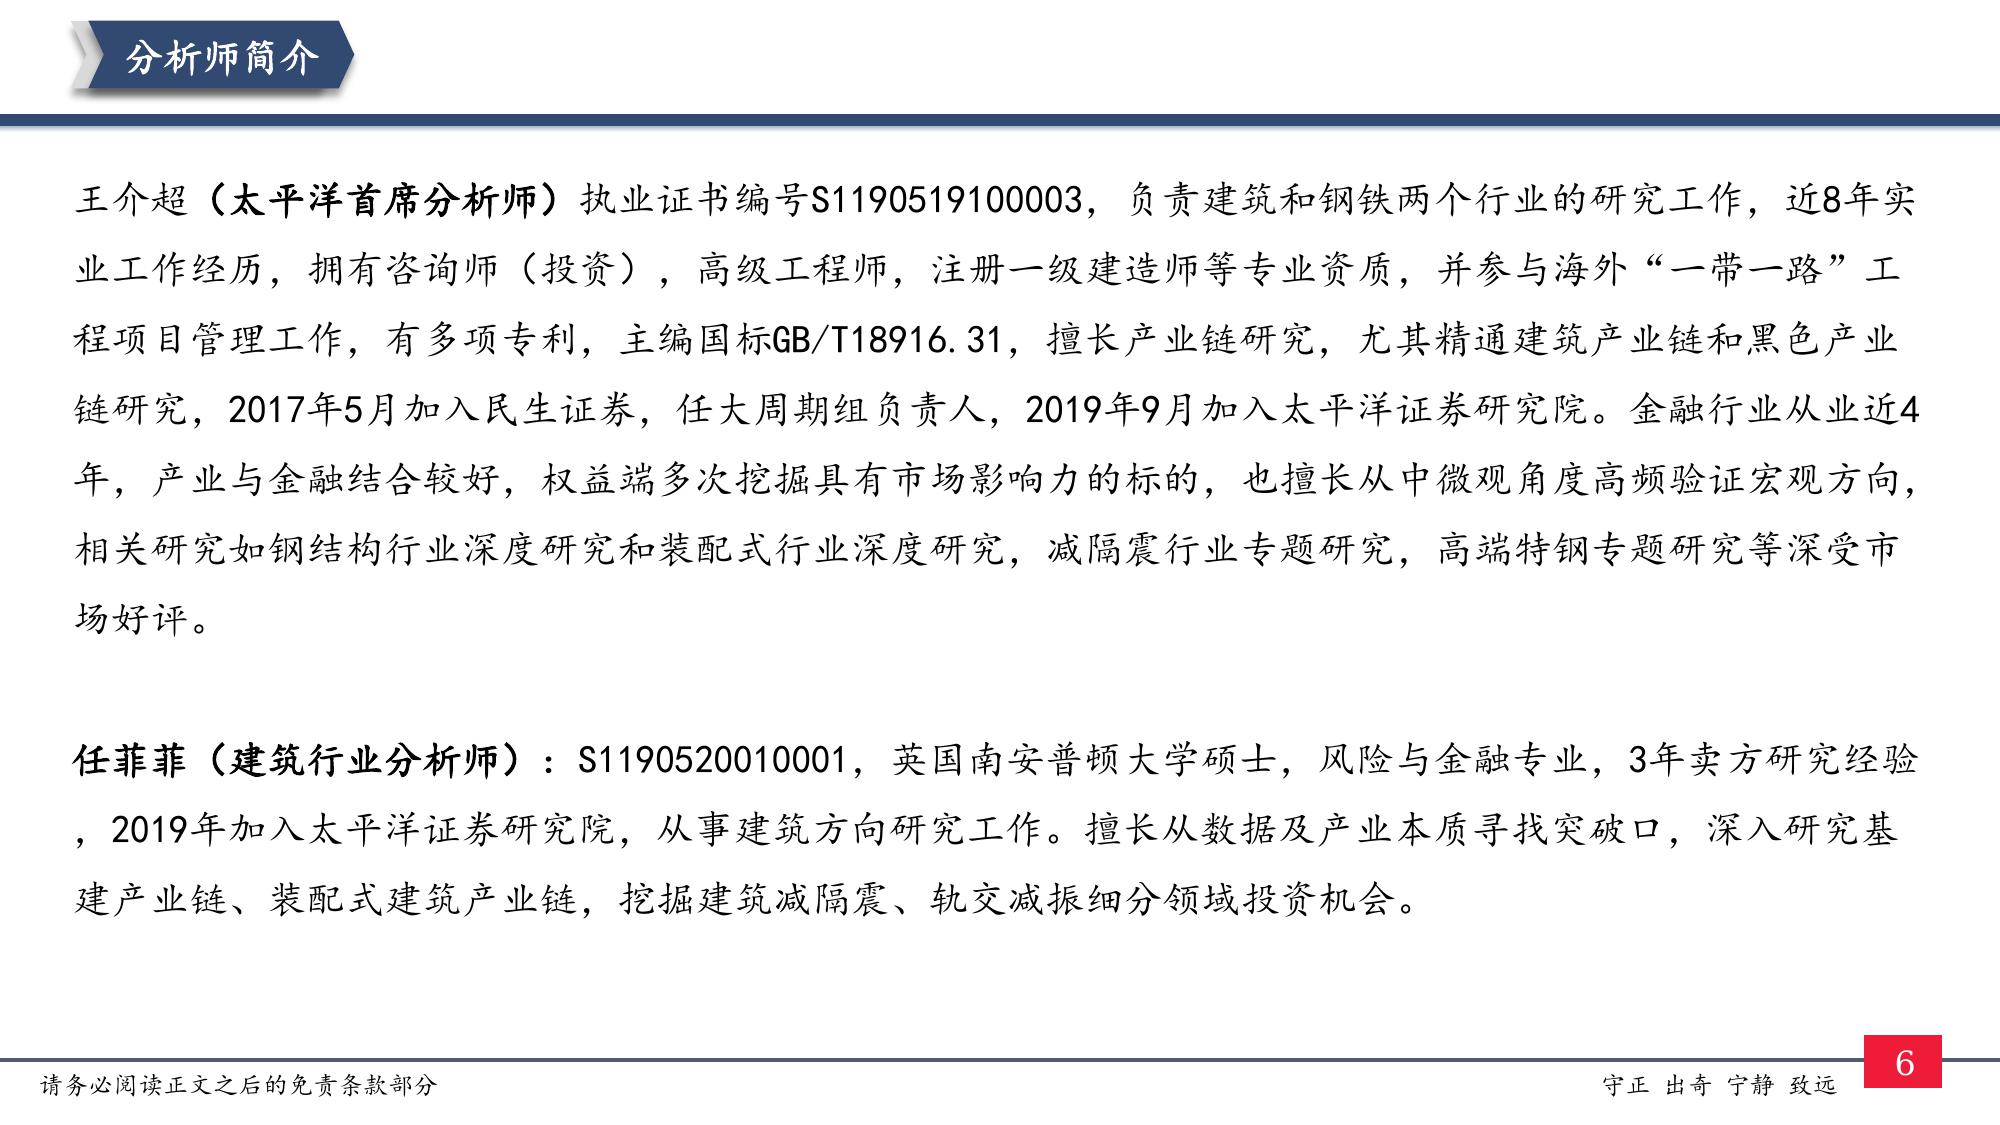 分析师简介
王介超（太平洋首席分析师）执业证书编号S1190519100003，负责建筑和钢铁两个行业的研究工作，近8年实
业工作经历，拥有咨询师（投资），高级工程师，注册一级建造师等专业资质，并参与海外“一带一路”工
程项目管理工作，有多项专利，主编国标GB/T18916.31，擅长产业链研究，尤其精通建筑产业链和黑色产业
链研究，2017年5月加入民生证券，任大周期组负责人，2019年9月加入太平洋证券研究院。金融行业从业近4
年，产业与金融结合较好，权益端多次挖掘具有市场影响力的标的，也擅长从中微观角度高频验证宏观方向，
相关研究如钢结构行业深度研究和装配式行业深度研究，减隔震行业专题研究，高端特钢专题研究等深受市
场好评。
任菲菲（建筑行业分析师）：S1190520010001，英国南安普顿大学硕士，风险与金融专业，3年卖方研究经验
，2019年加入太平洋证券研究院，从事建筑方向研究工作。擅长从数据及产业本质寻找突破口，深入研究基
建产业链、装配式建筑产业链，挖掘建筑减隔震、轨交减振细分领域投资机会。
请务必阅读正文之后的免责条款部分
守正 出奇 宁静 致远
6